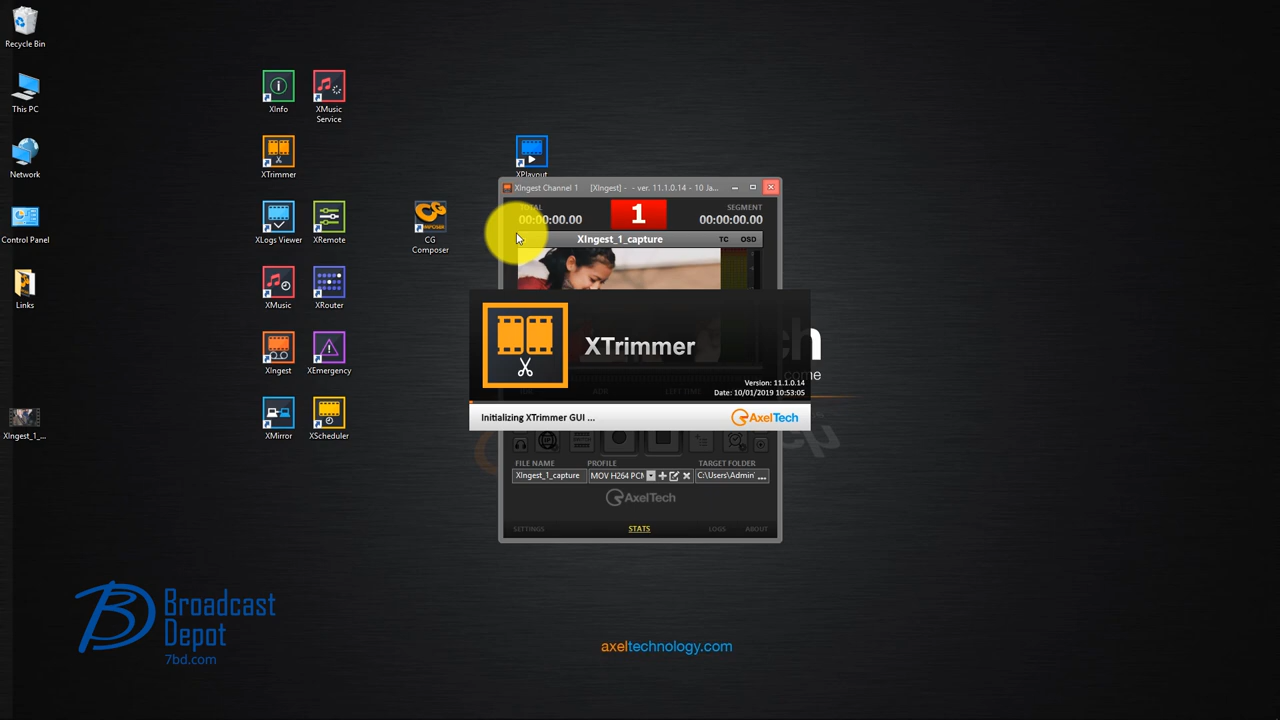 Recycle Bin
This PC
Network
Control Panel
Links
XIngest_1_...
XInfo
XMusic
Service
XTrimmer
XLogs Viewer
XRemote
XMusic
XRouter
XIngest
XEmergency
XMirror
XScheduler
CG
Composer
XPlayout
XIngest Channel 1 [XIngest] - - ver. 11.1.0.14 - 10 Ja...
TOTAL
00:00:00.00
1
SEGMENT
00:00:00.00
XIngest_1_capture
TC
OSD
XTrimmer
Version: 11.1.0.14
Date: 10/01/2019 10:53:05
Initializing XTrimmer GUI ...
AxelTech
FILE NAME
PROFILE
TARGET FOLDER
XIngest_1_capture
MOV H264 PCM
C:\Users\Admin\
...
AxelTech
SETTINGS
STATS
LOGS
ABOUT
Broadcast
Depot
7bd.com
axeltechnology.com